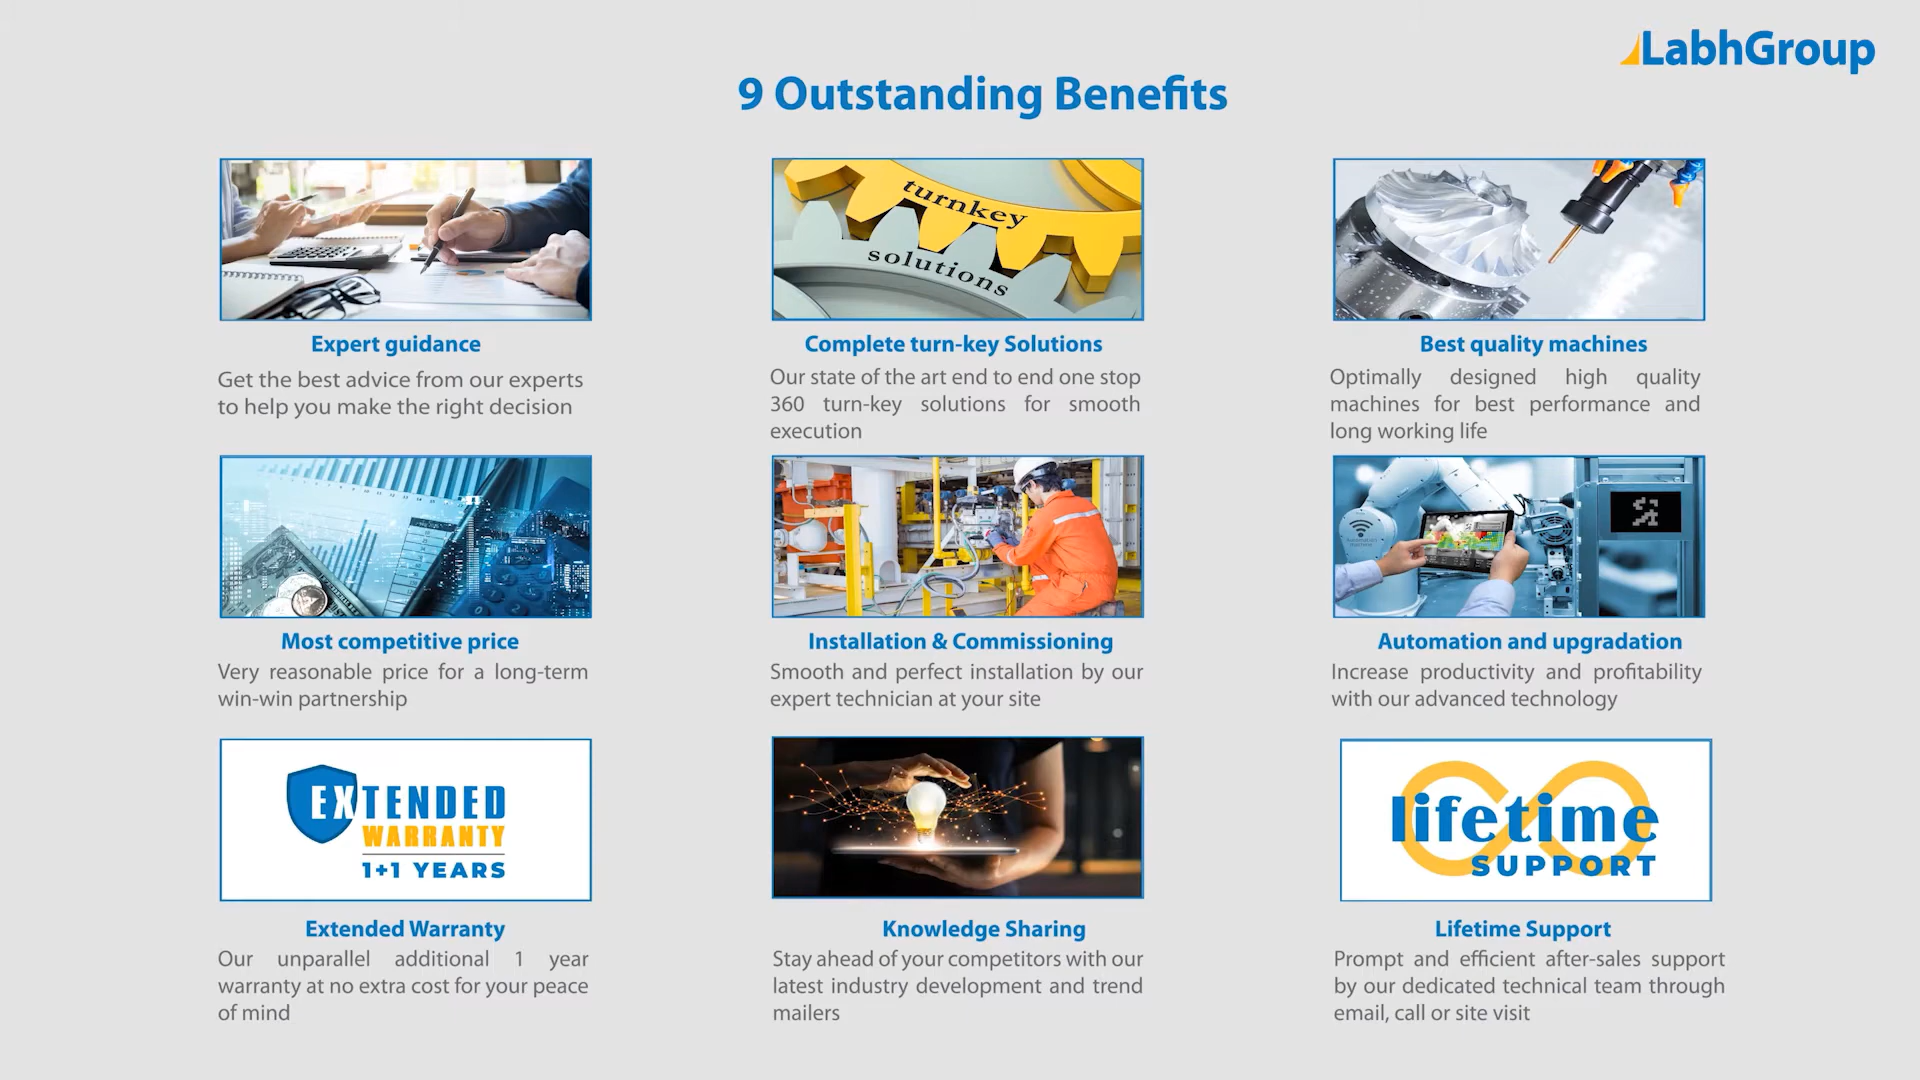 LabhGroup
9 Outstanding Benefits
turnkey
solutions
Expert guidance
Get the best advice from our experts
to help you make the right decision
Complete turn-key Solutions
Our state of the art end to end one stop
360 turn-key solutions for smooth
execution
Best quality machines
Optimally designed high quality
machines for best performance and
long working life
Most competitive price
Very reasonable price for a long-term
win-win partnership
Installation & Commissioning
Smooth and perfect installation by our
expert technician at your site
Automation and upgradation
Increase productivity and profitability
with our advanced technology
EXTENDED
WARRANTY
1+1 YEARS
Extended Warranty
Our unparallel additional 1 year
warranty at no extra cost for your peace
of mind
Knowledge Sharing
Stay ahead of your competitors with our
latest industry development and trend
mailers
lifetime
SUPPORT
Lifetime Support
Prompt and efficient after-sales support
by our dedicated technical team through
email, call or site visit